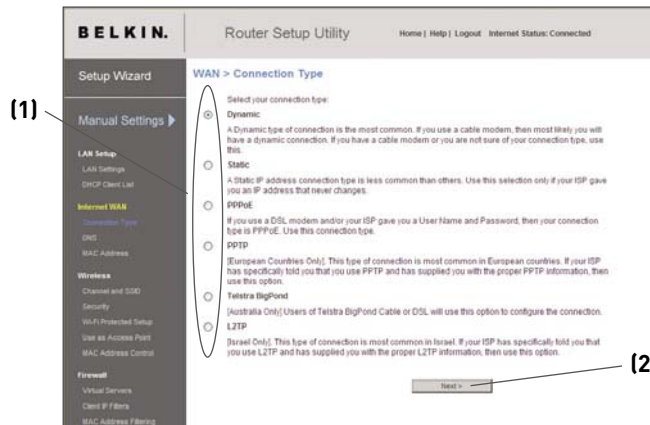 BELKIN. Router Setup Utility Home | Help | Logout Internet Status: Connected
Setup Wizard
Manual Settings
LAN Setup
LAN Settings
DHCP Client List
Internet WAN
Connection Type
DNS
MAC Address
Wireless
Channel and SSID
Security
Wi-Fi Protected Setup
Use as Access Point
MAC Address Control
Firewall
Virtual Servers
Client IP Filters
MAC Address Filtering
(1)
WAN > Connection Type
Select your connection type:
Dynamic
A Dynamic type of connection is the most common. If you use a cable modem, then most likely you will
have a dynamic connection. If you have a cable modem or you are not sure of your connection type, use
this.
Static
A Static IP address connection type is less common than others. Use this selection only if your ISP gave
you an IP address that never changes.
PPPoE
If you use a DSL modem and/or your ISP gave you a User Name and Password, then your connection
type is PPPoE. Use this connection type.
PPTP
[European Countries Only]. This type of connection is most common in European countries. If your ISP
has specifically told you that you use PPTP and has supplied you with the proper PPTP information, then
use this option.
Telstra BigPond
[Australia Only] Users of Telstra BigPond Cable or DSL will use this option to configure the connection.
L2TP
[Israel Only]. This type of connection is most common in Israel. If your ISP has specifically told you that
you use L2TP and has supplied you with the proper L2TP information, then use this option.
Next >
(2